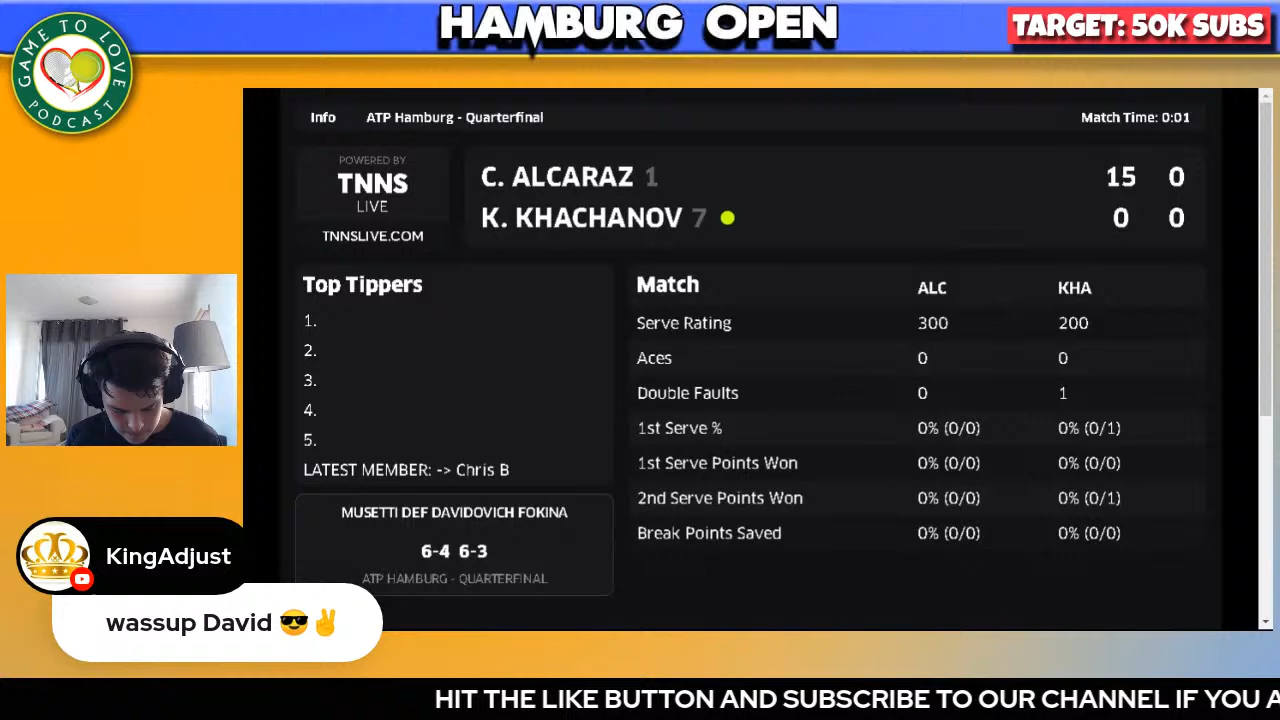 HAMBURG OPEN
TARGET: 50K SUBS
GAME TO LOVE
PODCAST
Info ATP Hamburg - Quarterfinal Match Time: 0:01
POWERED BY
TNNS
LIVE
TNNSLIVE.COM
C. ALCARAZ 1 15 0
K. KHACHANOV 7 0 0
Top Tippers
1.
2.
3.
4.
5.
LATEST MEMBER: -> Chris B
MUSETTI DEF DAVIDOVICH FOKINA
6-4 6-3
ATP HAMBURG - QUARTERFINAL
Match ALC KHA
Serve Rating 300 200
Aces 0 0
Double Faults 0 1
1st Serve % 0% (0/0) 0% (0/1)
1st Serve Points Won 0% (0/0) 0% (0/0)
2nd Serve Points Won 0% (0/0) 0% (0/1)
Break Points Saved 0% (0/0) 0% (0/0)
KingAdjust
wassup David 😎✌
HIT THE LIKE BUTTON AND SUBSCRIBE TO OUR CHANNEL IF YOU A